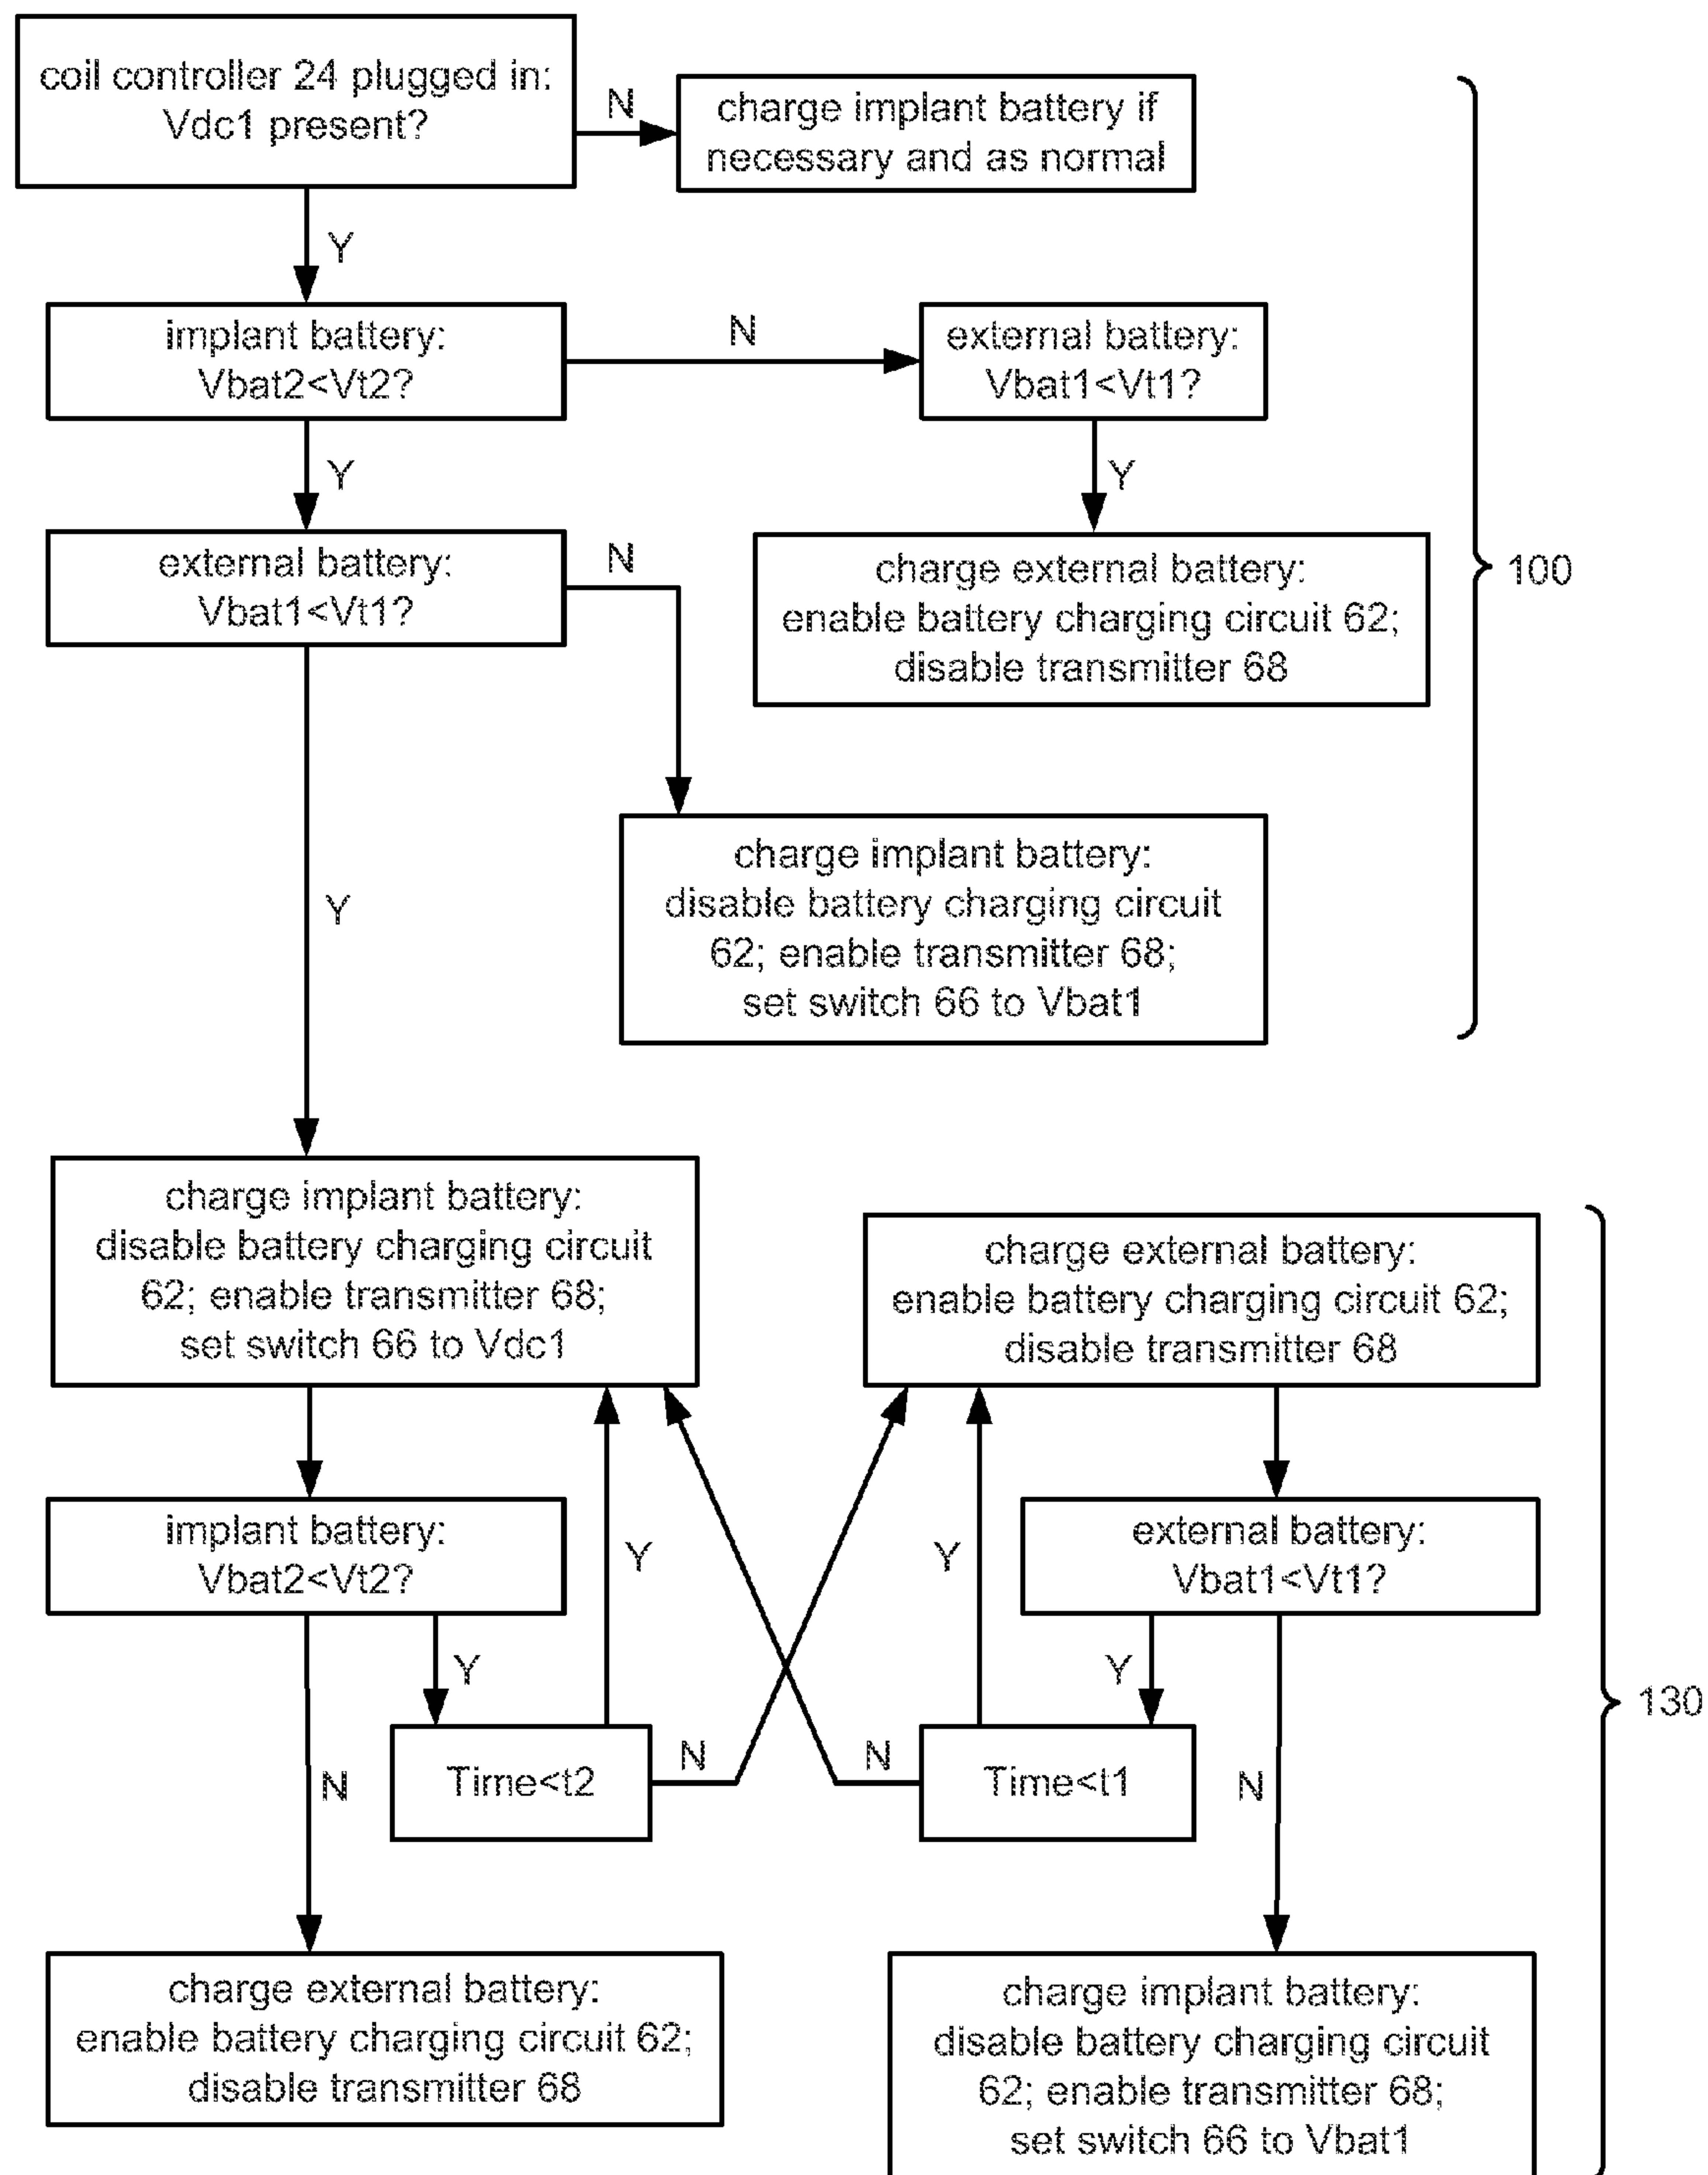 coil controller 24 plugged in:
Vdc1 present?
N
charge implant battery if
necessary and as normal
Y
implant battery:
Vbat2<Vt2?
N
external battery:
Vbat1<Vt1?
Y
Y
external battery:
Vbat1<Vt1?
N
charge external battery:
enable battery charging circuit 62;
disable transmitter 68
100
Y
charge implant battery:
disable battery charging circuit
62; enable transmitter 68;
set switch 66 to Vbat1
charge implant battery:
disable battery charging circuit
62; enable transmitter 68;
set switch 66 to Vdc1
charge external battery:
enable battery charging circuit 62;
disable transmitter 68
implant battery:
Vbat2<Vt2?
Y
Y
external battery:
Vbat1<Vt1?
Y
Y
130
N
Time<t2
N
N
Time<t1
N
charge external battery:
enable battery charging circuit 62;
disable transmitter 68
charge implant battery:
disable battery charging circuit
62; enable transmitter 68;
set switch 66 to Vbat1